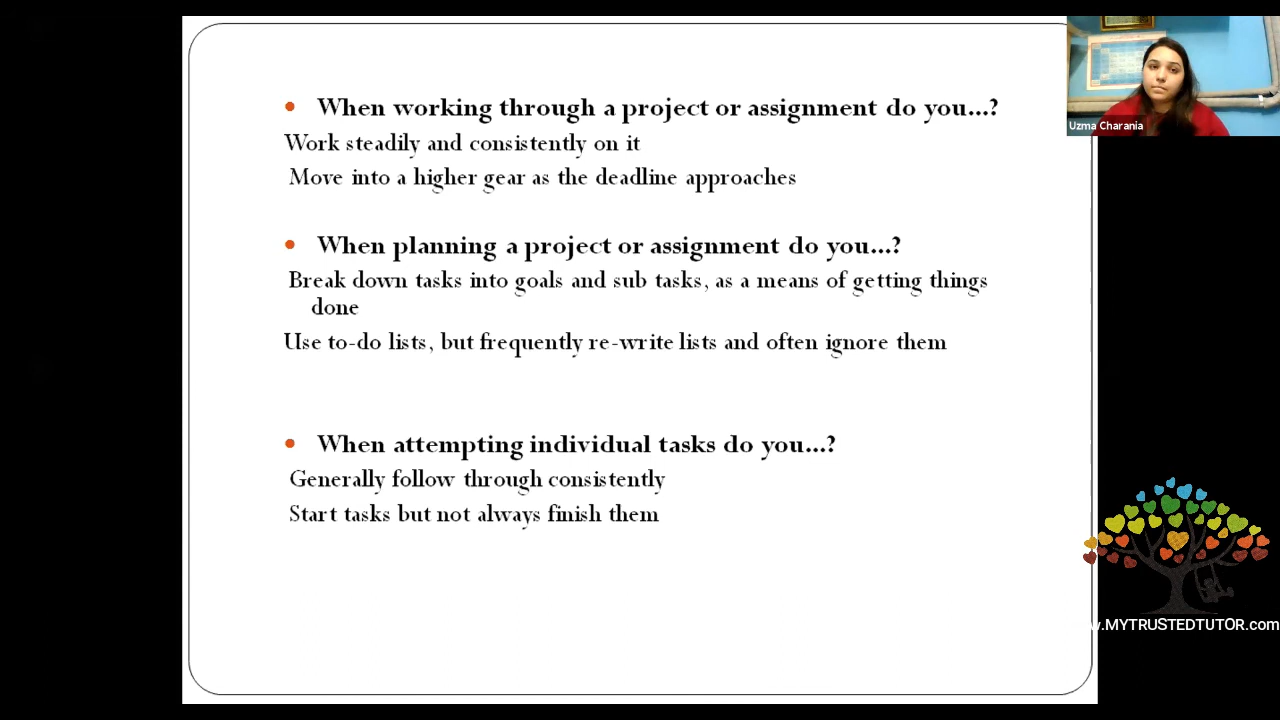 When working through a project or assignment do you...?
Work steadily and consistently on it
Move into a higher gear as the deadline approaches
When planning a project or assignment do you...?
Break down tasks into goals and sub tasks, as a means of getting things
done
Use to-do lists, but frequently re-write lists and often ignore them
When attempting individual tasks do you...?
Generally follow through consistently
Start tasks but not always finish them
Uzma Charania
w.MYTRUSTEDTUTOR.com